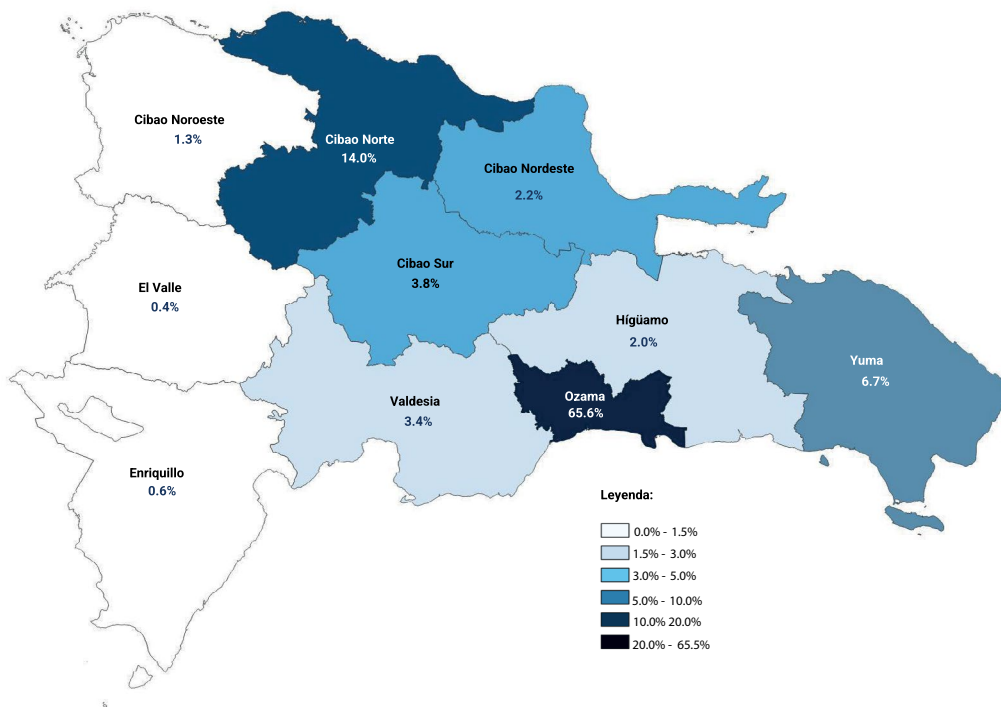 Cibao Noroeste
1.3%
Cibao Norte
14.0%
Cibao Nordeste
2.2%
Cibao Sur
3.8%
El Valle
0.4%
Hígüamo
2.0%
Yuma
6.7%
Ozama
65.6%
Valdesia
3.4%
Enriquillo
0.6%
Leyenda:
0.0% - 1.5%
1.5% - 3.0%
3.0% - 5.0%
5.0% - 10.0%
10.0% 20.0%
20.0% - 65.5%